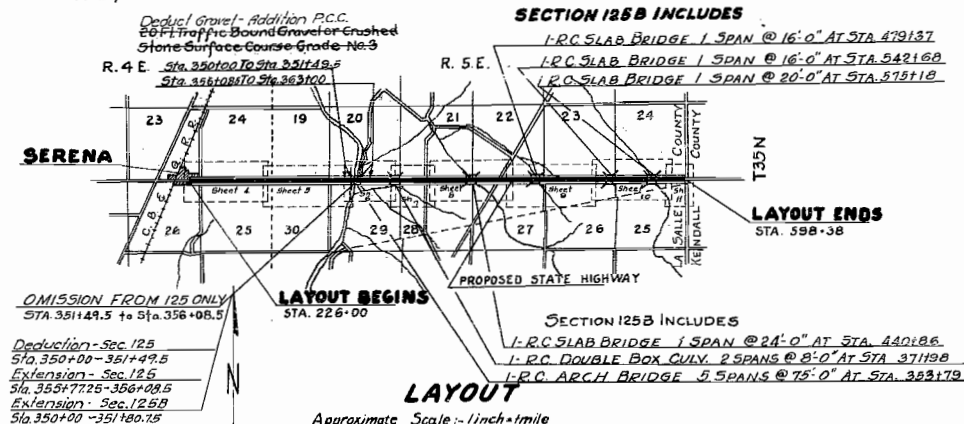 Deduct Gravel - Addition P.C.C.
20 Ft. Traffic Bound Gravel or Crushed
Stone Surface Course Grade No. 3
Sta. 350+00 To Sta. 351+49.5
Sta. 356+08.5 To Sta. 363+00
R. 4 E.
R. 5 E.
SECTION 125B INCLUDES
1-R.C. SLAB BRIDGE 1 SPAN @ 16'-0" AT STA. 479+37
1-R.C. SLAB BRIDGE 1 SPAN @ 16'-0" AT STA. 542+68
1-R.C. SLAB BRIDGE 1 SPAN @ 20'-0" AT STA. 575+18
23 24 19 20 21 22 23 24
LA SALLE COUNTY
KENDALL COUNTY
T35N
SERENA
C. B. & Q. R.R.
Sheet 4 Sheet 5 Sheet Sheet 9 Sheet 10 Sh. 11
26 25 30 29 28 27 26 25
LAYOUT ENDS
STA. 598+38
PROPOSED STATE HIGHWAY
LAYOUT BEGINS
STA. 226+00
OMISSION FROM 125 ONLY
STA. 351+49.5 to Sta. 356+08.5
Deduction - Sec. 125
Sta. 350+00 - 351+49.5
Extension - Sec. 125
Sta. 355+77.25 - 356+08.5
Extension - Sec. 125B
Sta. 350+00 - 351+80.75
N
SECTION 125B INCLUDES
1-R.C. SLAB BRIDGE 1 SPAN @ 24'-0" AT STA. 440+86
1-R.C. DOUBLE BOX CULV. 2 SPANS @ 8'-0" AT STA 371+98
1-R.C. ARCH BRIDGE 5 SPANS @ 75'-0" AT STA. 353+79
LAYOUT
Approximate Scale:- 1 inch = 1 mile